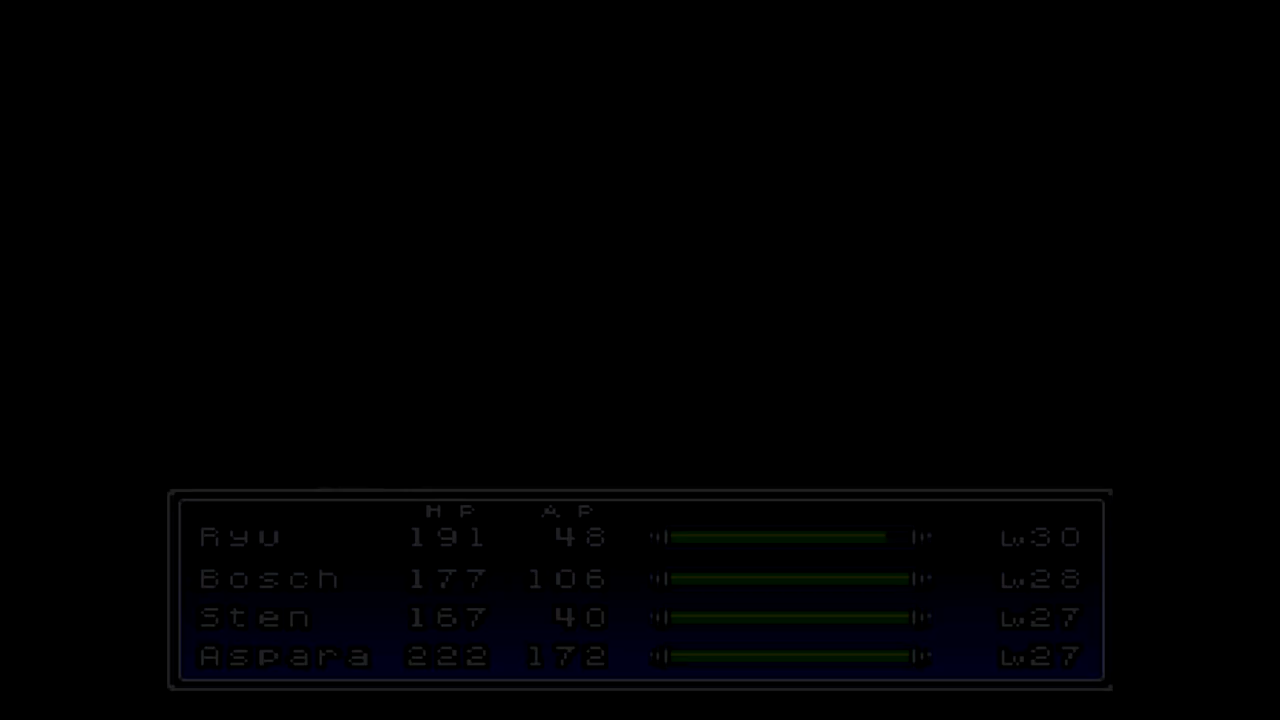 HP AP
Ryu 191 48 Lv30
Bosch 177 106 Lv28
Sten 167 40 Lv27
Aspara 222 172 Lv27